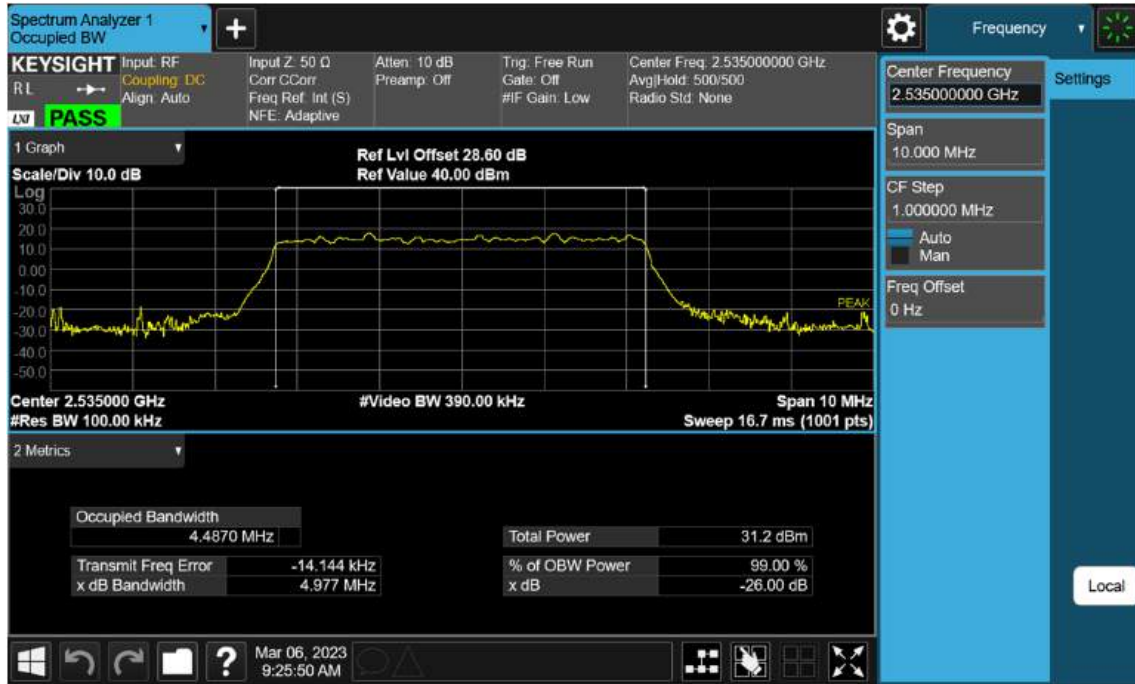 Spectrum Analyzer 1
Occupied BW
+
Frequency
KEYSIGHT
R L
LXI
PASS
Input: RF
Coupling: DC
Align: Auto
Input Z: 50 Ω
Corr CCorr
Freq Ref: Int (S)
NFE: Adaptive
Atten: 10 dB
Preamp: Off
Trig: Free Run
Gate: Off
#IF Gain: Low
Center Freq: 2.535000000 GHz
Avg|Hold: 500/500
Radio Std: None
Center Frequency
2.535000000 GHz
Settings
Span
10.000 MHz
CF Step
1.000000 MHz
Auto
Man
Freq Offset
0 Hz
Local
1 Graph
Scale/Div 10.0 dB
Ref Lvl Offset 28.60 dB
Ref Value 40.00 dBm
Log
30.0
20.0
10.0
0.00
-10.0
-20.0
-30.0
-40.0
-50.0
PEAK
Center 2.535000 GHz
#Video BW 390.00 kHz
Span 10 MHz
#Res BW 100.00 kHz
Sweep 16.7 ms (1001 pts)
2 Metrics
Occupied Bandwidth
4.4870 MHz
Total Power 31.2 dBm
Transmit Freq Error -14.144 kHz
% of OBW Power 99.00 %
x dB Bandwidth 4.977 MHz
x dB -26.00 dB
?
Mar 06, 2023
9:25:50 AM